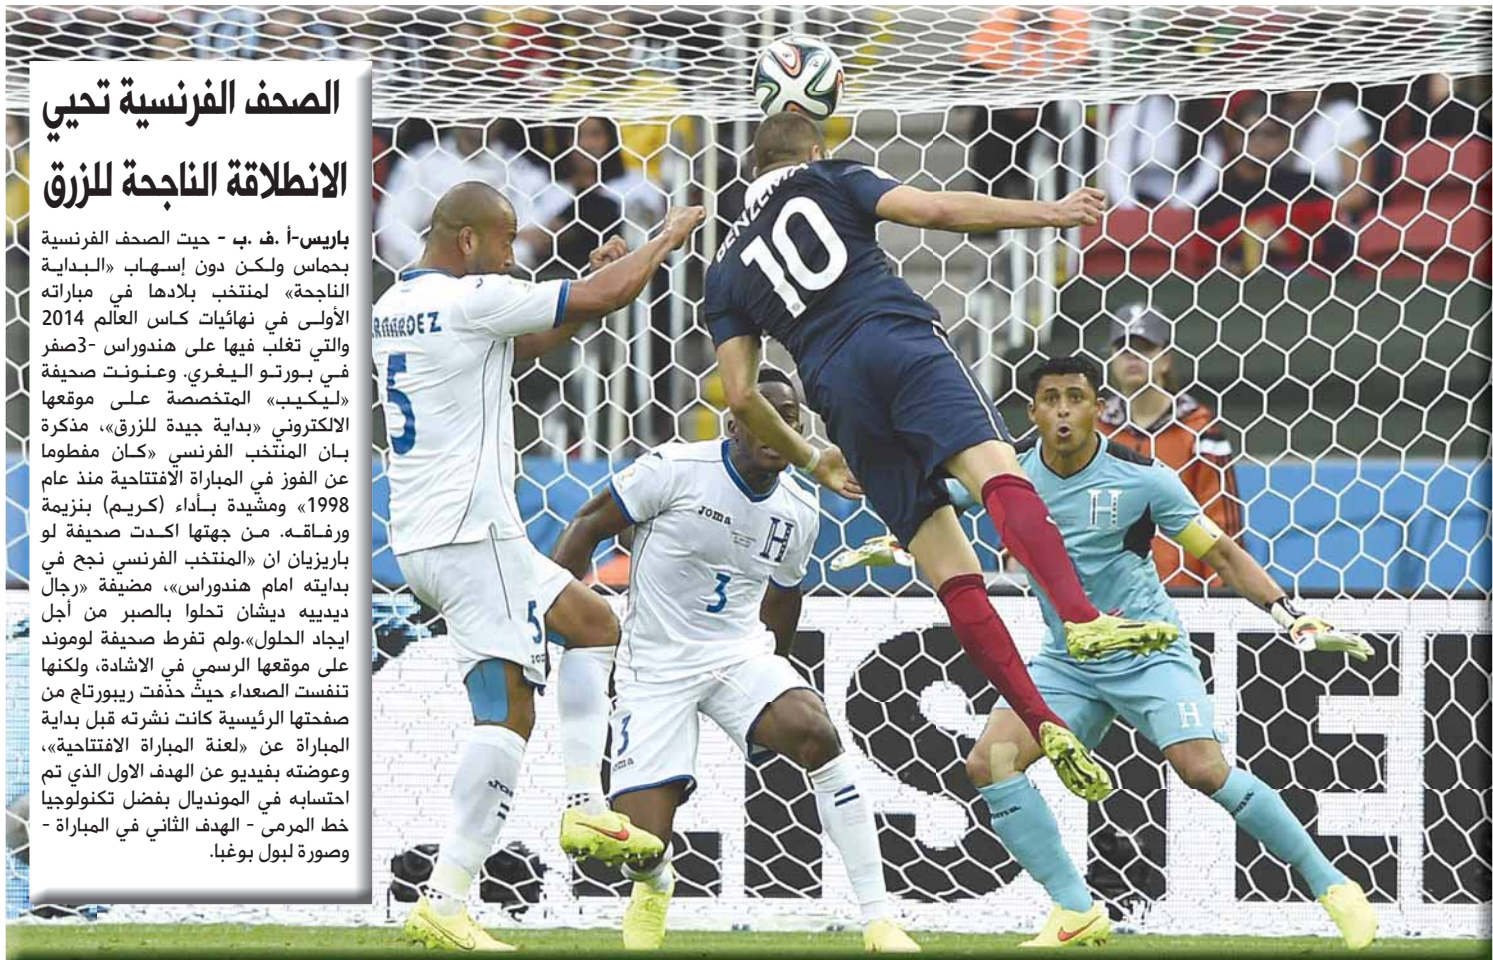 الصحف الفرنسية تحيي
الانطلاقة الناجحة للزرق
باريس-أ .ف .ب - حيت الصحف الفرنسية
بحماس ولكن دون إسهاب «البداية
الناجحة» لمنتخب بلادها في مباراته
الأولى في نهائيات كاس العالم 2014
والتي تغلب فيها على هندوراس -3صفر
في بورتو اليغري. وعنونت صحيفة
«ليكيب» المتخصصة على موقعها
الالكتروني «بداية جيدة للزرق»، مذكرة
بان المنتخب الفرنسي «كان مفطوما
عن الفوز في المباراة الافتتاحية منذ عام
1998» ومشيدة بأداء (كريم) بنزيمة
ورفاقه. من جهتها اكدت صحيفة لو
باريزيان ان «المنتخب الفرنسي نجح في
بدايته امام هندوراس»، مضيفة «رجال
ديدييه ديشان تحلوا بالصبر من أجل
ايجاد الحلول».ولم تفرط صحيفة لوموند
على موقعها الرسمي في الاشادة، ولكنها
تنفست الصعداء حيث حذفت ريبورتاج من
صفحتها الرئيسية كانت نشرته قبل بداية
المباراة عن «لعنة المباراة الافتتاحية»،
وعوضته بفيديو عن الهدف الاول الذي تم
احتسابه في المونديال بفضل تكنولوجيا
خط المرمى - الهدف الثاني في المباراة -
وصورة لبول بوغبا.
BENZEMA
10
5
5
Joma
H
3
3
H
H